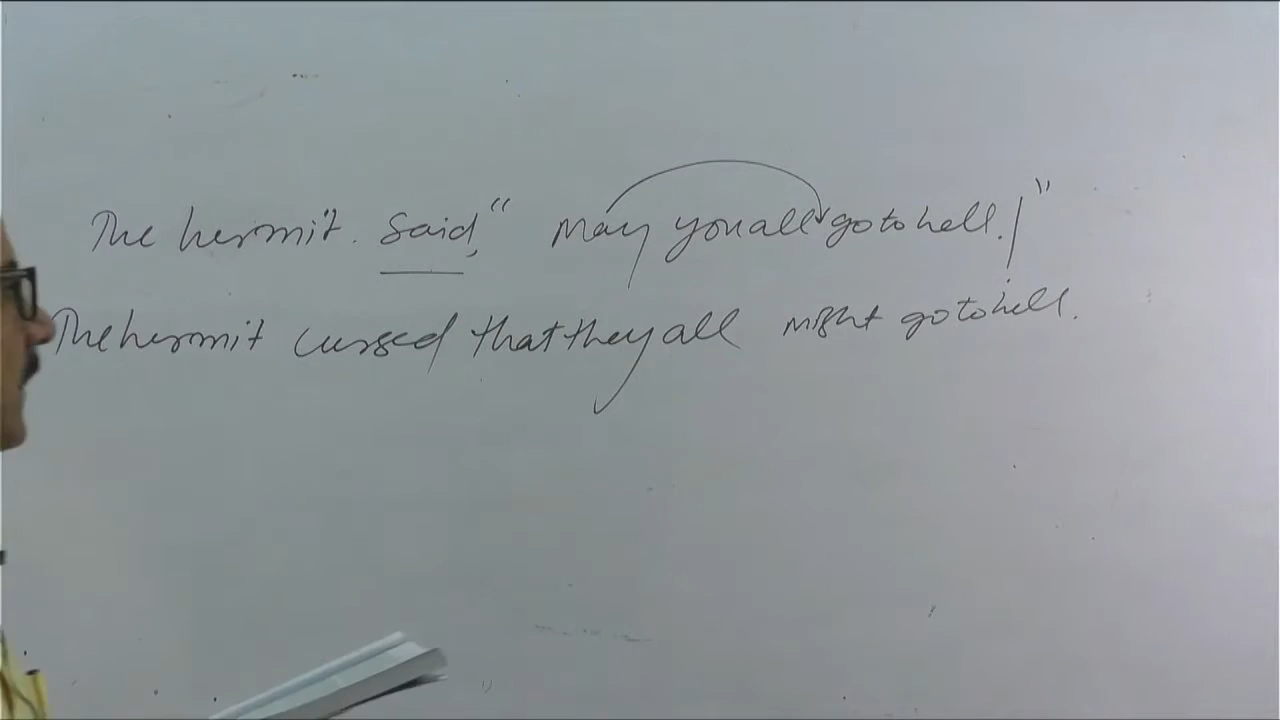 The hermit. Said, " may you all go to hell.!"
The hermit cursed that they all might go to hell.